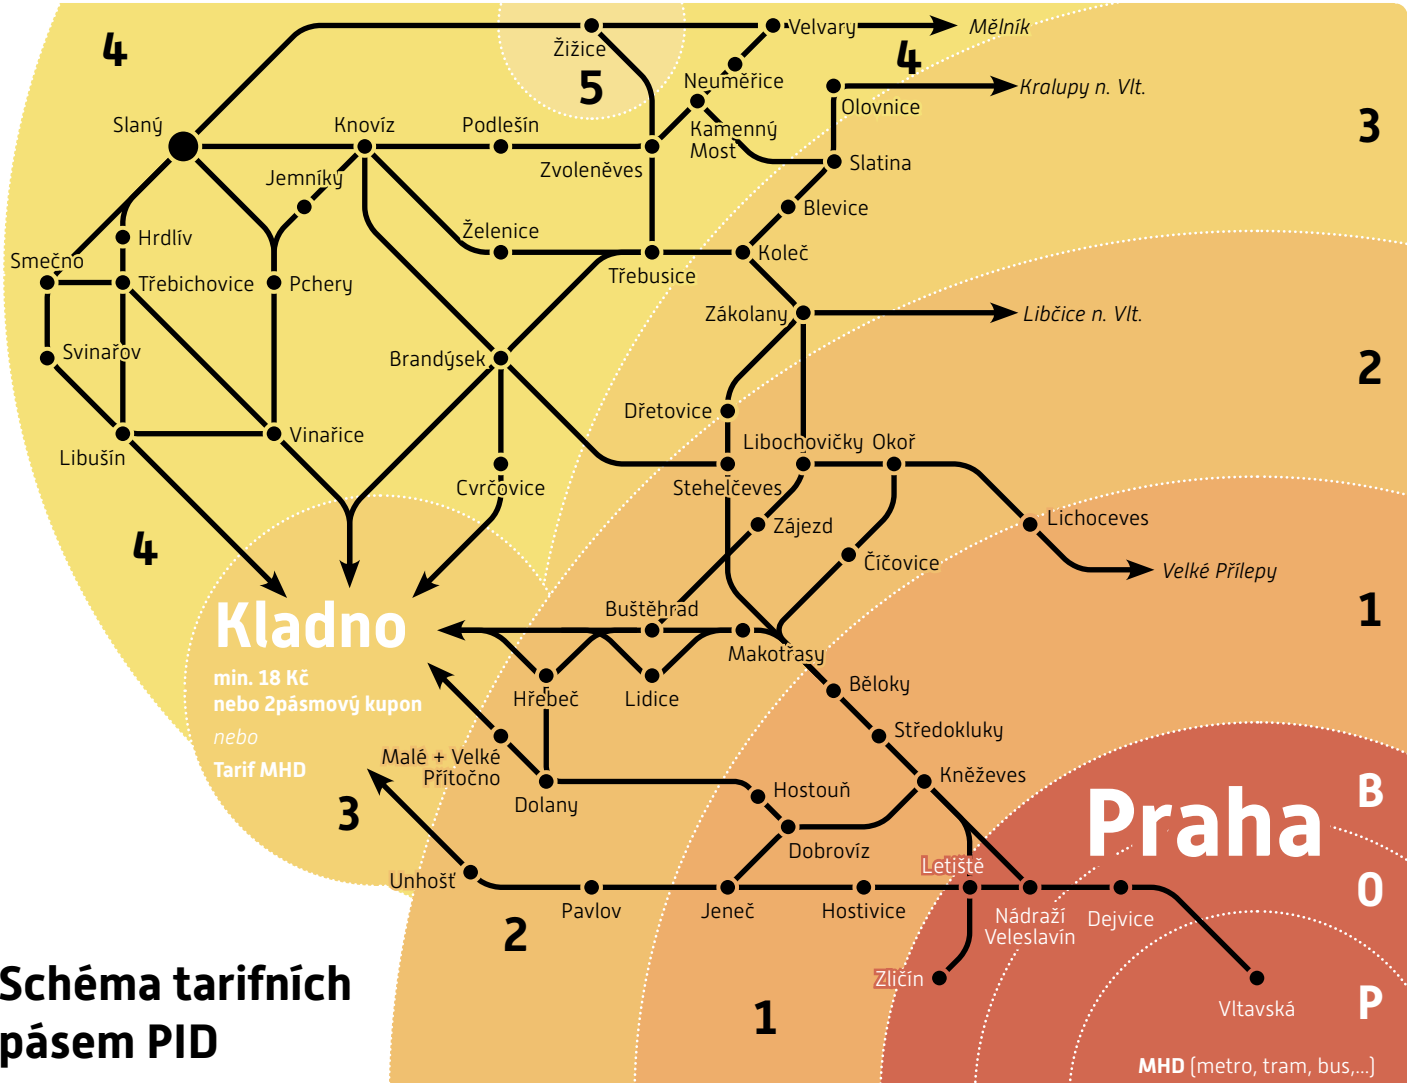 4
Žižice
5
Velvary
Mělník
4
Neuměřice
Kralupy n. Vlt.
Olovnice
3
Slaný
Knovíz
Podlešín
Kamenný
Most
Zvoleněves
Slatina
Jemníky
Blevice
Hrdlív
Želenice
Koleč
Smečno
Třebichovice
Pchery
Třebusice
Zákolany
Libčice n. Vlt.
Svinařov
Brandýsek
2
Dřetovice
Libušín
Vinařice
Libochovičky
Okoř
Cvrčovice
Stehelčeves
Zájezd
Lichoceves
4
Číčovice
Velké Přílepy
Kladno
min. 18 Kč
nebo 2pásmový kupon
nebo
Tarif MHD
Buštěhrad
1
Makotřasy
Hřebeč
Lidice
Běloky
Středokluky
Malé + Velké
Přítočno
Dolany
Hostouň
Kněževes
3
Dobrovíz
Praha
B
Unhošť
Letiště
O
Pavlov
Jeneč
Hostivice
Nádraží
Veleslavín
Dejvice
2
Zličín
Schéma tarifních
pásem PID
1
Vltavská
P
MHD (metro, tram, bus,...)